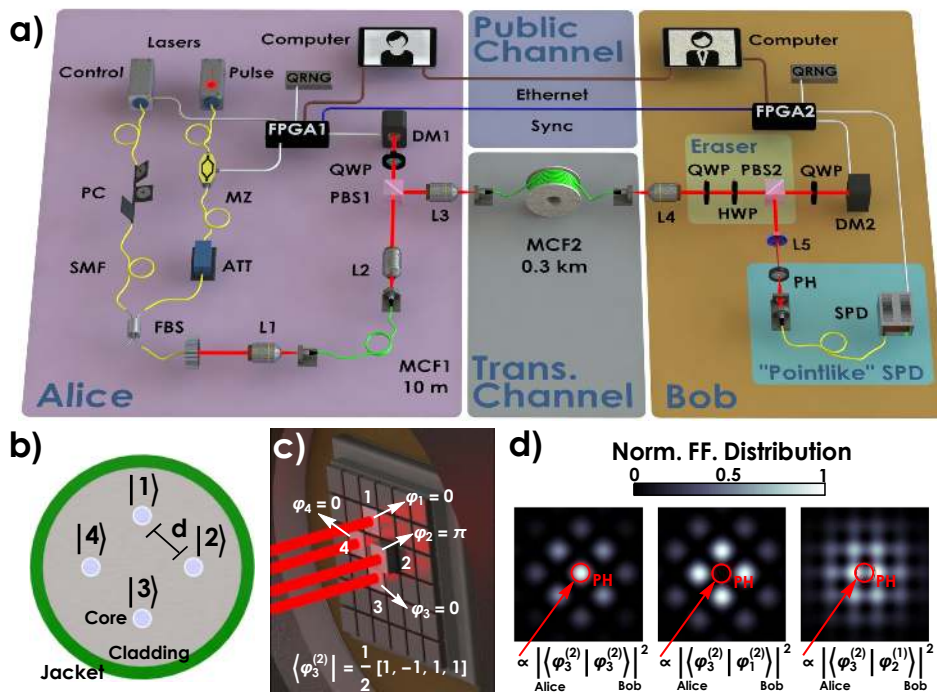 a)
Lasers
Control
Pulse
QRNG
Computer
FPGA1
DM1
QWP
PBS1
L3
PC
MZ
SMF
ATT
L2
FBS
L1
MCF1
10 m
Alice
Public
Channel
Ethernet
Sync
MCF2
0.3 km
Trans.
Channel
Computer
QRNG
FPGA2
Eraser
QWP
PBS2
QWP
L4
HWP
DM2
L5
PH
SPD
"Pointlike" SPD
Bob
b)
|1⟩
d
|4⟩
|2⟩
|3⟩
Core
Cladding
Jacket
c)
1
φ₁ = 0
φ₄ = 0
φ₂ = π
4
2
3
φ₃ = 0
⟨φ₃⁽²⁾| = 1/2 [1, −1, 1, 1]
d)
Norm. FF. Distribution
0 0.5 1
PH
PH
PH
∝ |⟨φ₃⁽²⁾|φ₃⁽²⁾⟩|²
Alice Bob
∝ |⟨φ₃⁽²⁾|φ₁⁽²⁾⟩|²
Alice Bob
∝ |⟨φ₃⁽²⁾|φ₂⁽¹⁾⟩|²
Alice Bob